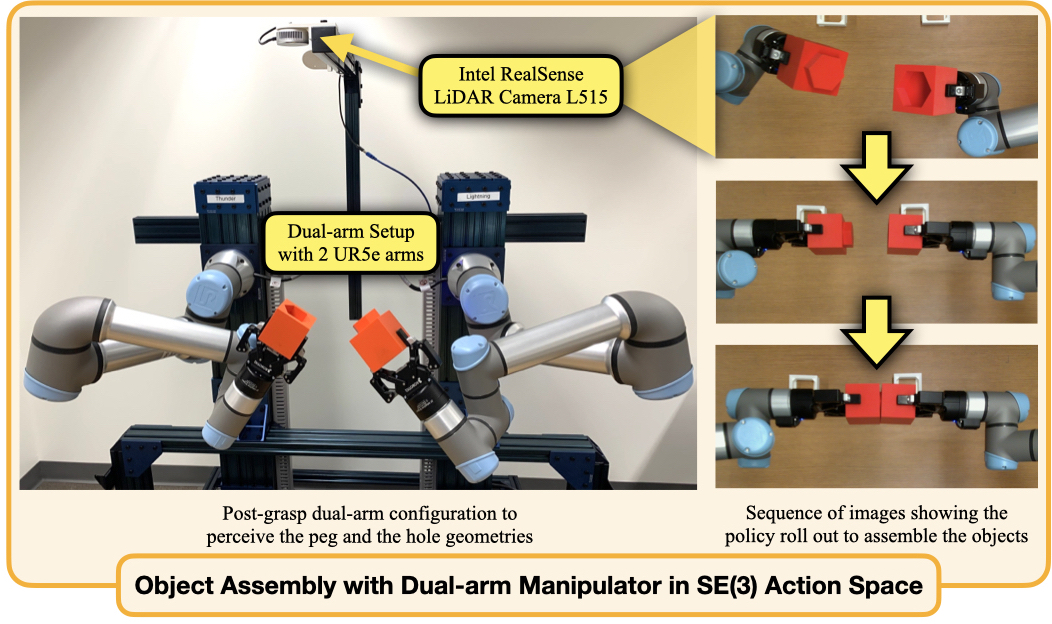 Intel RealSense
LiDAR Camera L515
Thunder
Lightning
Dual-arm Setup
with 2 UR5e arms
Post-grasp dual-arm configuration to
perceive the peg and the hole geometries
Sequence of images showing the
policy roll out to assemble the objects
Object Assembly with Dual-arm Manipulator in SE(3) Action Space